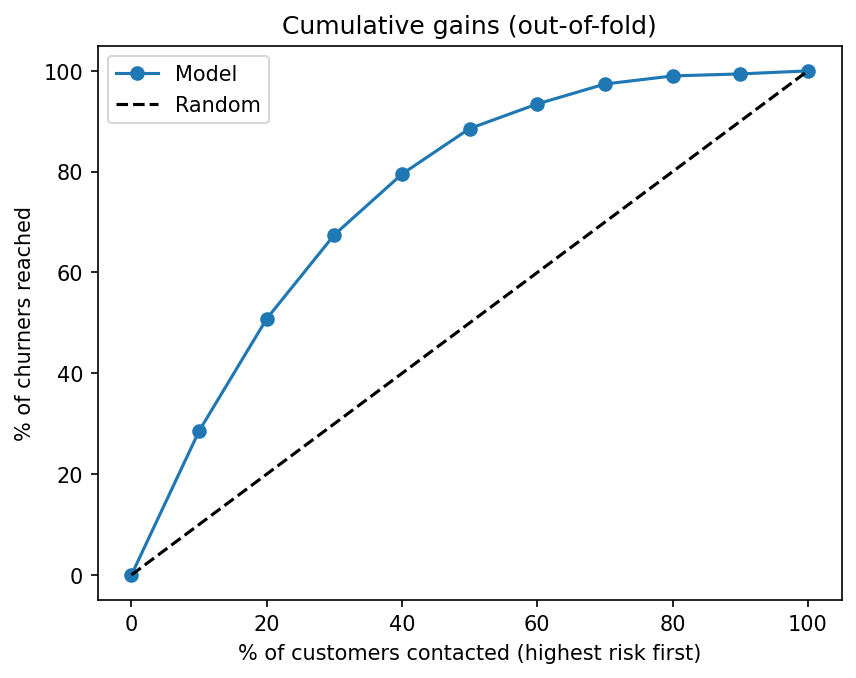 Cumulative gains (out-of-fold)
Model
Random
% of churners reached
100
80
60
40
20
0
0 20 40 60 80 100
% of customers contacted (highest risk first)